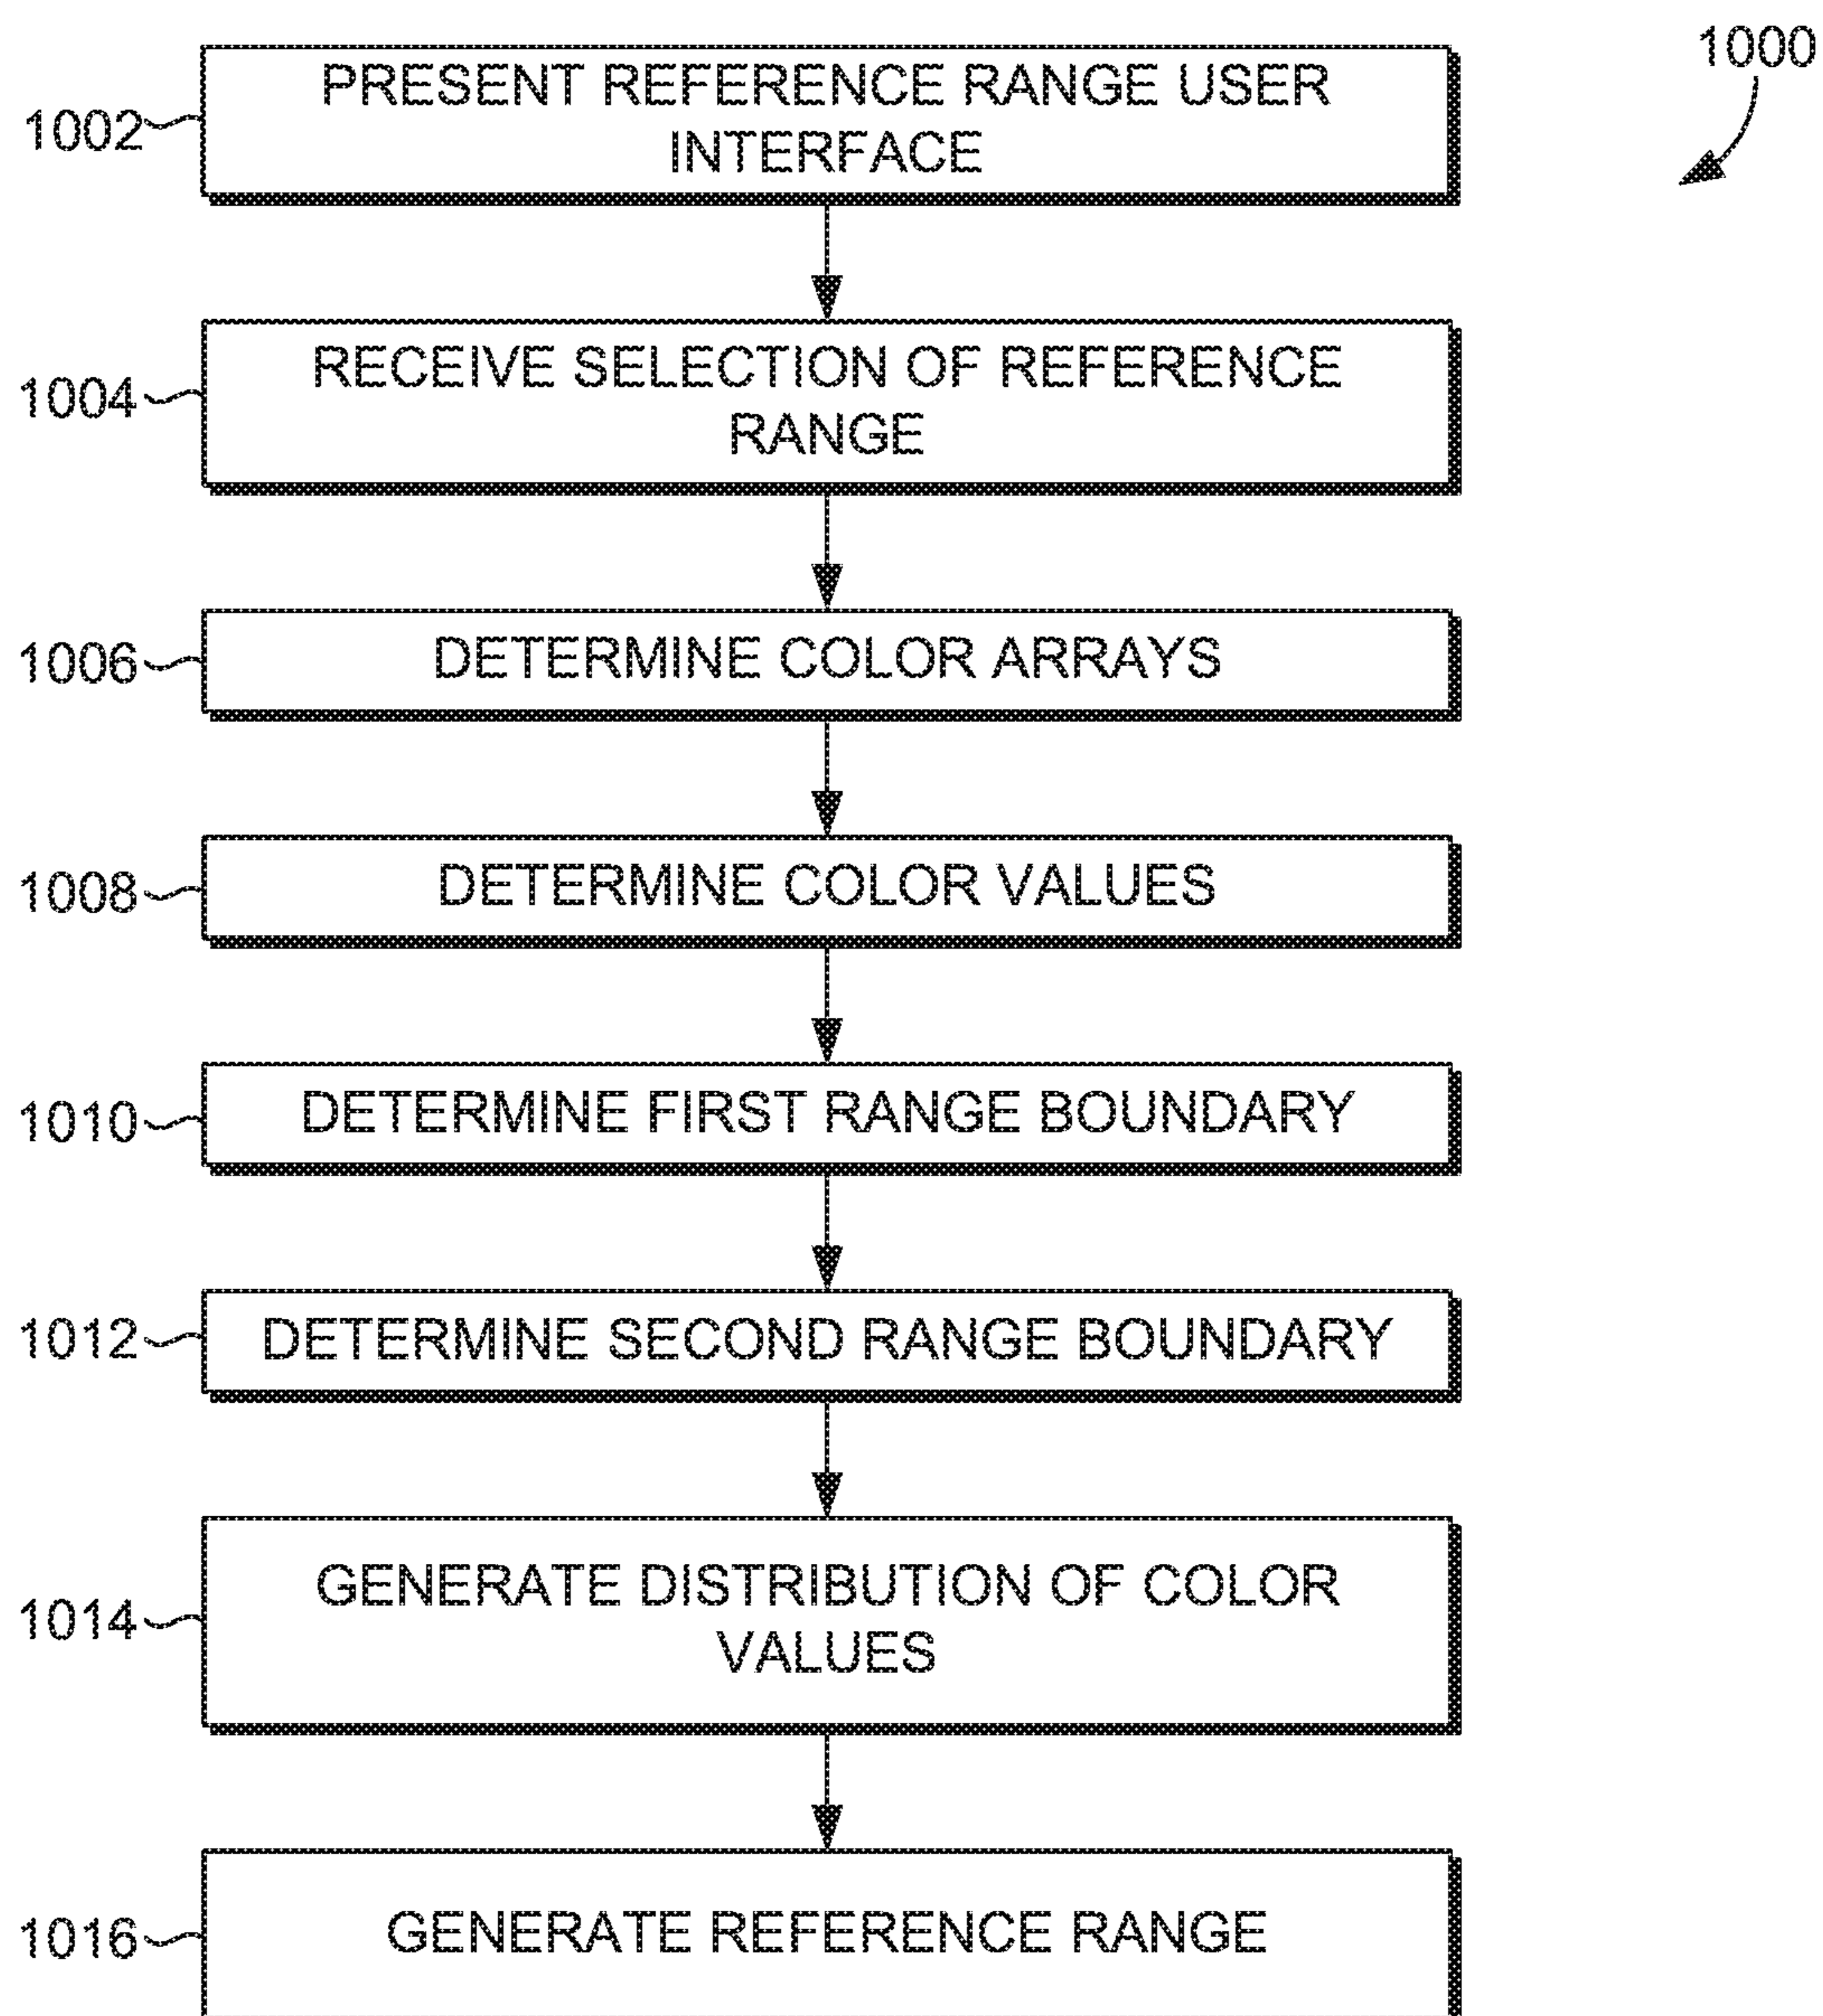 1000
1002
PRESENT REFERENCE RANGE USER
INTERFACE
1004
RECEIVE SELECTION OF REFERENCE
RANGE
1006
DETERMINE COLOR ARRAYS
1008
DETERMINE COLOR VALUES
1010
DETERMINE FIRST RANGE BOUNDARY
1012
DETERMINE SECOND RANGE BOUNDARY
1014
GENERATE DISTRIBUTION OF COLOR
VALUES
1016
GENERATE REFERENCE RANGE